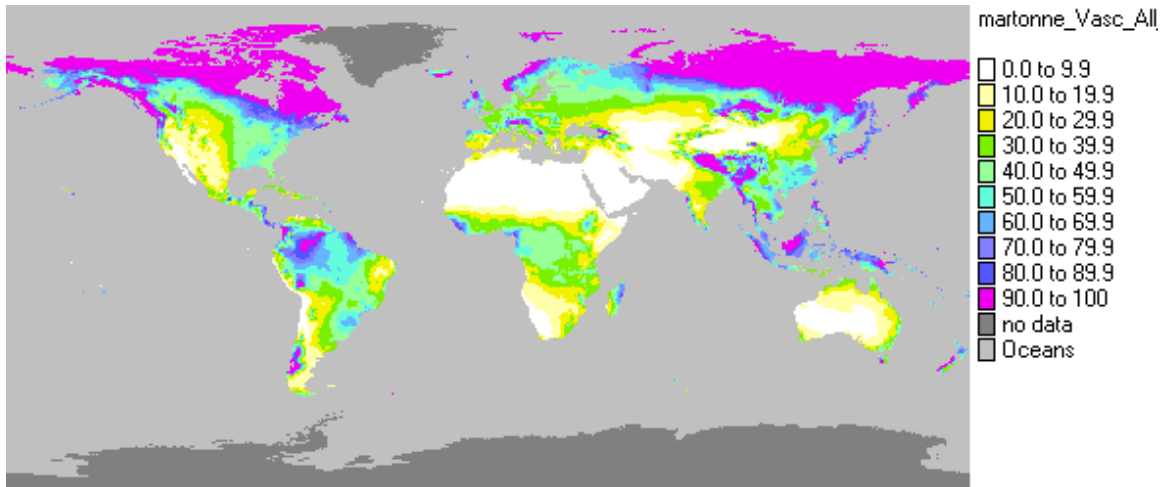 martonne_Vasc_All_
0.0 to 9.9
10.0 to 19.9
20.0 to 29.9
30.0 to 39.9
40.0 to 49.9
50.0 to 59.9
60.0 to 69.9
70.0 to 79.9
80.0 to 89.9
90.0 to 100
no data
Oceans